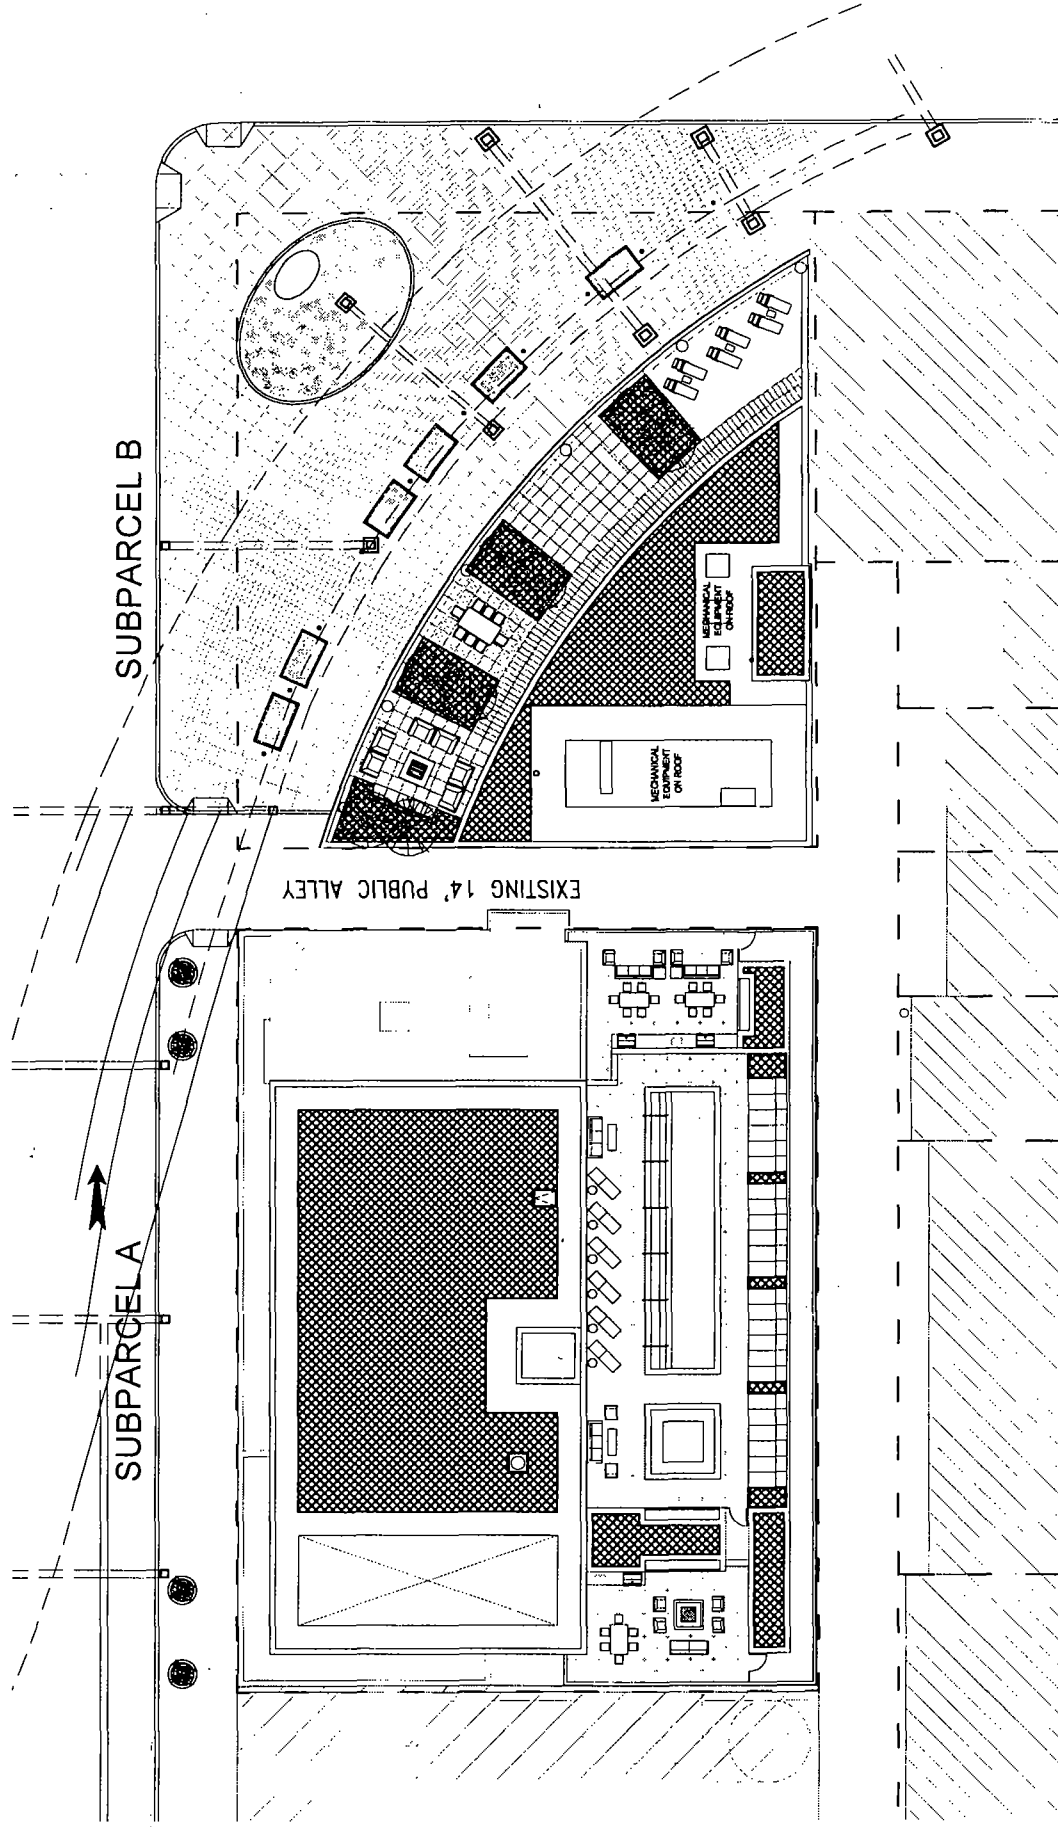 SUBPARCEL B
MECHANICAL
EQUIPMENT
ON ROOF
MECHANICAL
EQUIPMENT
ON ROOF
EXISTING 14' PUBLIC ALLEY
SUBPARCEL A